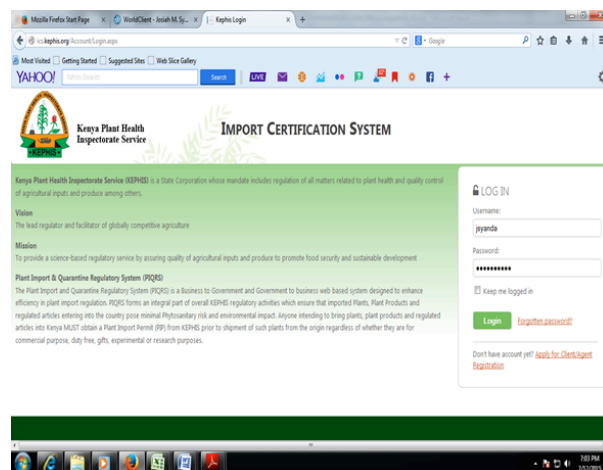 Mozilla Firefox Start Page
WorldClient - Josiah M. Sy...
Kephis Login
ics.kephis.org/Account/Login.aspx
Google
Most Visited Getting Started Suggested Sites Web Slice Gallery
YAHOO! Yahoo Search Search LIVE
KEPHIS
Kenya Plant Health
Inspectorate Service
IMPORT CERTIFICATION SYSTEM
Kenya Plant Health Inspectorate Service (KEPHIS) is a State Corporation whose mandate includes regulation of all matters related to plant health and quality control
of agricultural inputs and produce among others.
Vision
The lead regulator and facilitator of globally competitive agriculture
Mission
To provide a science-based regulatory service by assuring quality of agricultural inputs and produce to promote food security and sustainable development
Plant Import & Quarantine Regulatory System (PIQRS)
The Plant Import and Quarantine Regulatory System (PIQRS) is a Business to Government and Government to business web based system designed to enhance
efficiency in plant import regulation. PIQRS forms an integral part of overall KEPHIS regulatory activities which ensure that imported Plants, Plant Products and
regulated articles entering into the country pose minimal Phytosanitary risk and environmental impact. Anyone intending to bring plants, plant products and regulated
articles into Kenya MUST obtain a Plant Import Permit (PIP) from KEPHIS prior to shipment of such plants from the origin regardless of whether they are for
commercial purpose, duty free, gifts, experimental or research purposes.
LOG IN
Username:
jsyanda
Password:
Keep me logged in
Login Forgotten password?
Don't have account yet? Apply for Client/Agent
Registration
7:03 PM